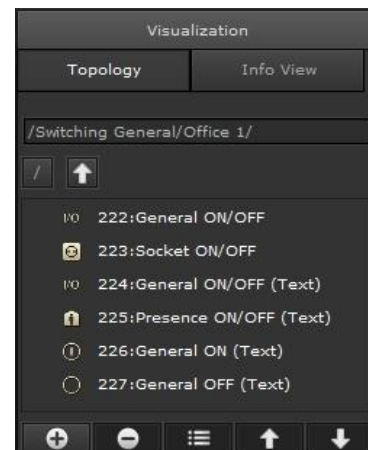 Visualization
Topology Info View
/Switching General/Office 1/
/
I/O 222:General ON/OFF
223:Socket ON/OFF
I/O 224:General ON/OFF (Text)
225:Presence ON/OFF (Text)
226:General ON (Text)
227:General OFF (Text)